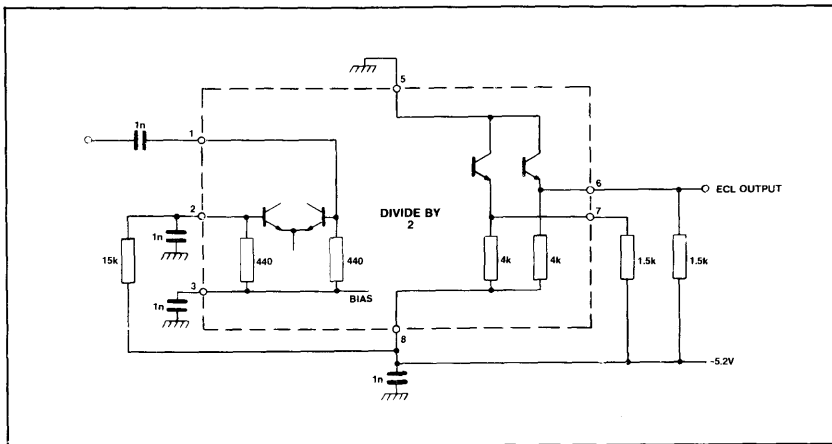 5
1n
1
6
ECL OUTPUT
DIVIDE BY
2
2
7
1n
15k
440
440
4k
4k
1.5k
1.5k
3
BIAS
1n
8
-5.2V
1n